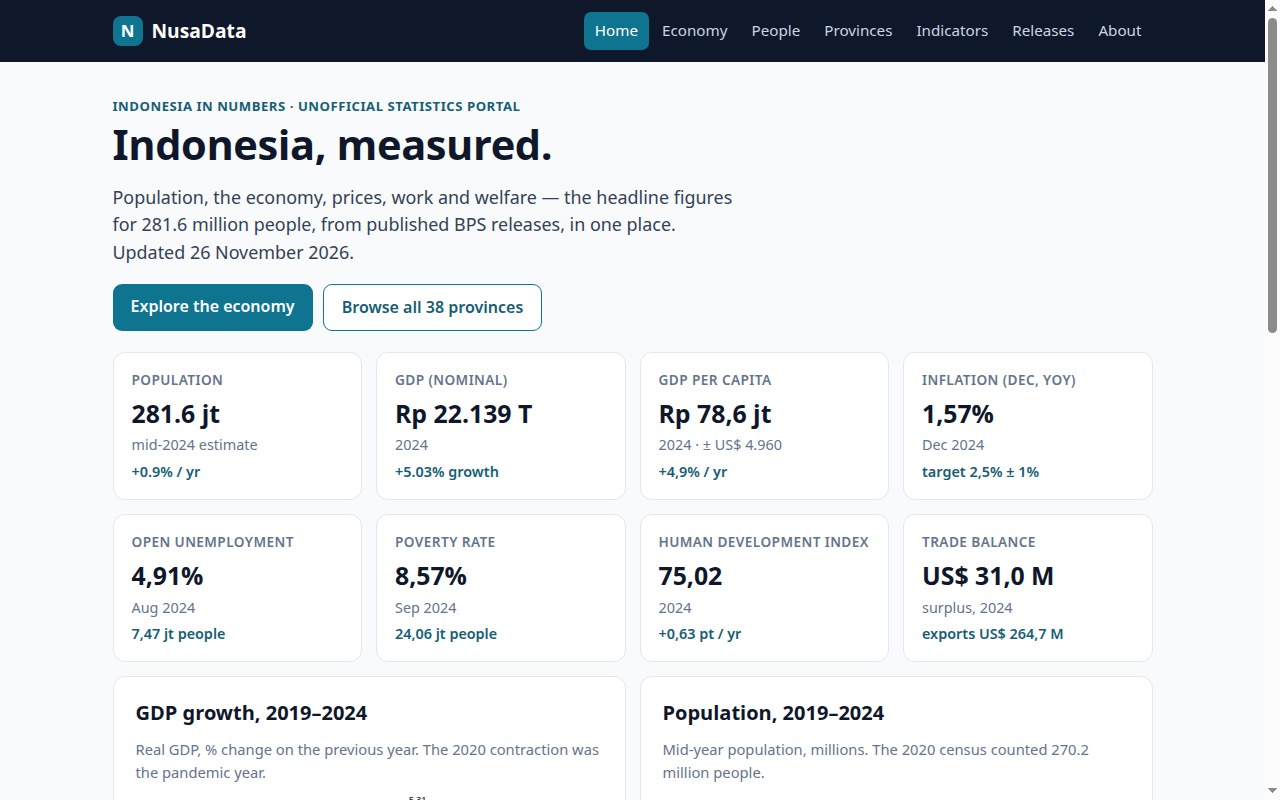 N NusaData
Home Economy People Provinces Indicators Releases About
INDONESIA IN NUMBERS · UNOFFICIAL STATISTICS PORTAL
Indonesia, measured.
Population, the economy, prices, work and welfare — the headline figures
for 281.6 million people, from published BPS releases, in one place.
Updated 26 November 2026.
Explore the economy
Browse all 38 provinces
POPULATION
281.6 jt
mid-2024 estimate
+0.9% / yr
GDP (NOMINAL)
Rp 22.139 T
2024
+5.03% growth
GDP PER CAPITA
Rp 78,6 jt
2024 · ± US$ 4.960
+4,9% / yr
INFLATION (DEC, YOY)
1,57%
Dec 2024
target 2,5% ± 1%
OPEN UNEMPLOYMENT
4,91%
Aug 2024
7,47 jt people
POVERTY RATE
8,57%
Sep 2024
24,06 jt people
HUMAN DEVELOPMENT INDEX
75,02
2024
+0,63 pt / yr
TRADE BALANCE
US$ 31,0 M
surplus, 2024
exports US$ 264,7 M
GDP growth, 2019–2024
Real GDP, % change on the previous year. The 2020 contraction was
the pandemic year.
Population, 2019–2024
Mid-year population, millions. The 2020 census counted 270.2
million people.